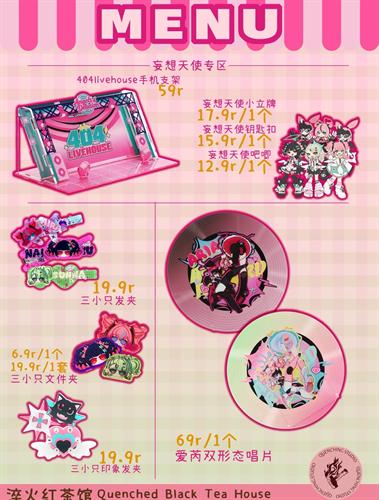 MENU
妄想天使专区
404livehouse手机支架
59r
404
LIVEHOUSE
妄想天使小立牌
17.9r/1个
妄想天使钥匙扣
15.9r/1个
妄想天使吧唧
12.9r/1个
19.9r
三小只发夹
6.9r/1个
19.9r/1套
三小只文件夹
19.9r
三小只印象发夹
69r/1个
爱芮双形态唱片
淬火红茶馆 Quenched Black Tea House